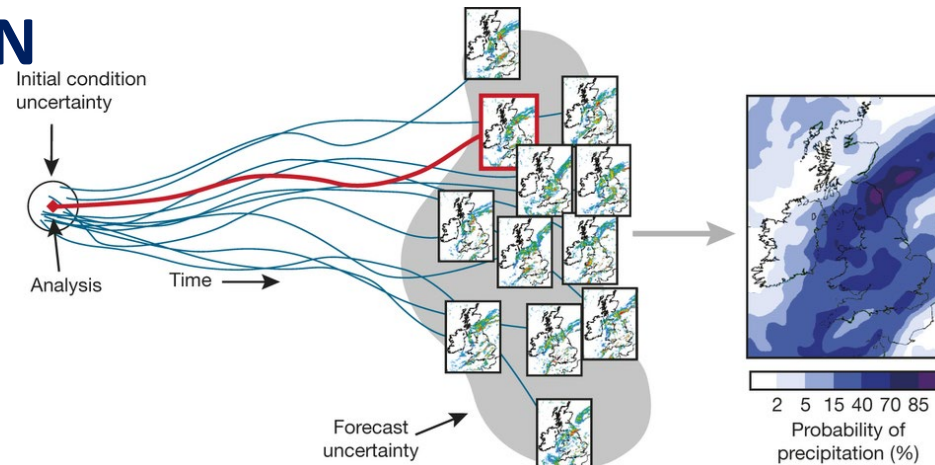 N
Initial condition
uncertainty
Analysis
Time
Forecast
uncertainty
2 5 15 40 70 85
Probability of
precipitation (%)